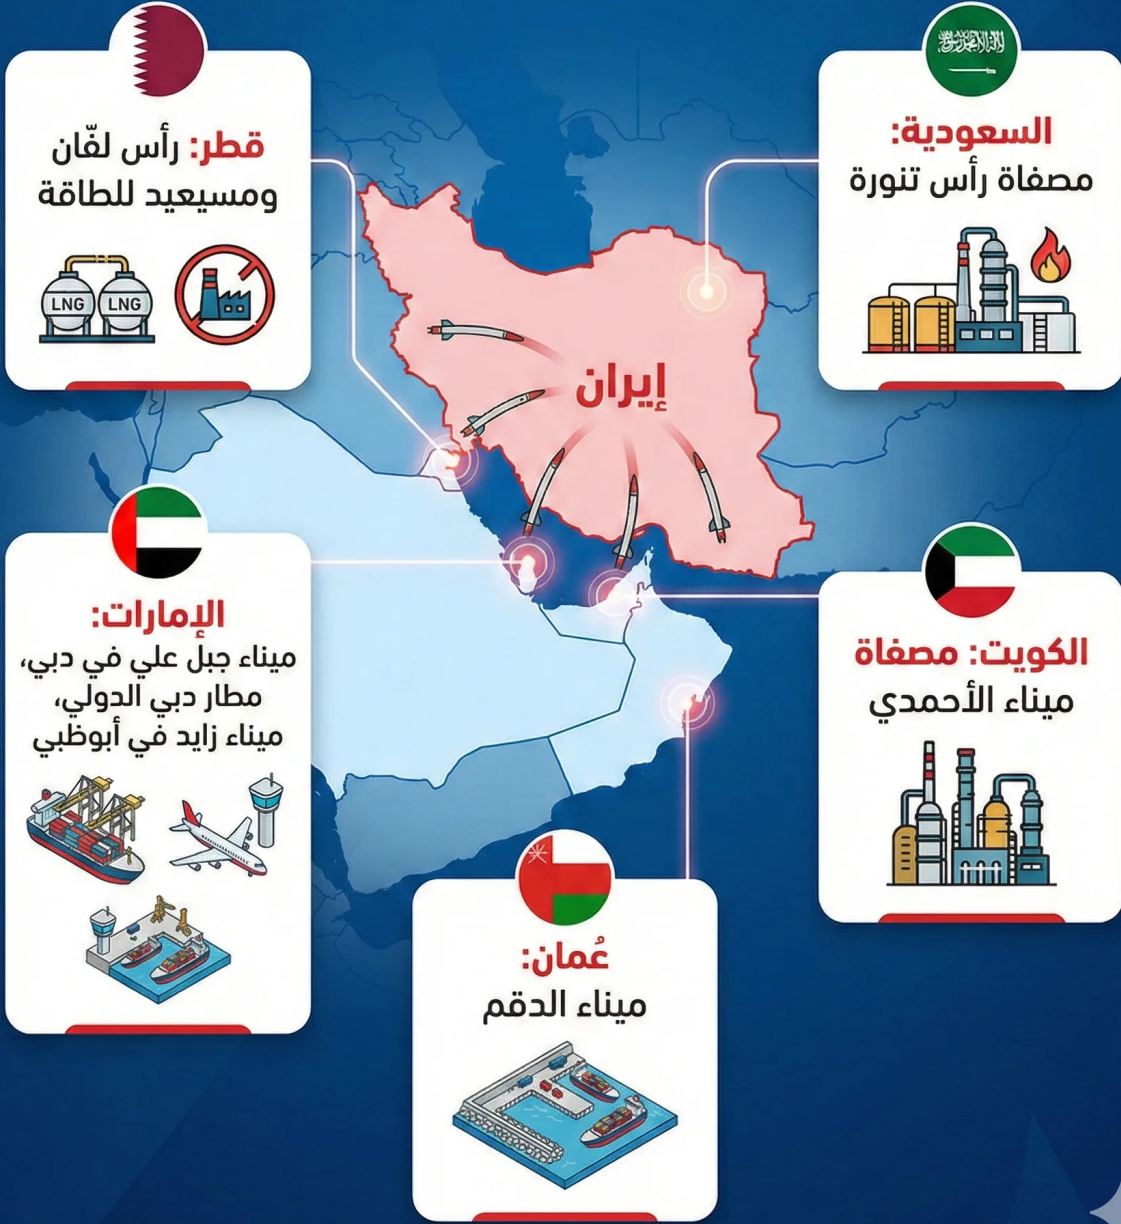 قطر: رأس لفّان
ومسيعيد للطاقة
LNG LNG
السعودية:
مصفاة رأس تنورة
إيران
الإمارات:
ميناء جبل علي في دبي،
مطار دبي الدولي،
ميناء زايد في أبوظبي
الكويت: مصفاة
ميناء الأحمدي
عُمان:
ميناء الدقم